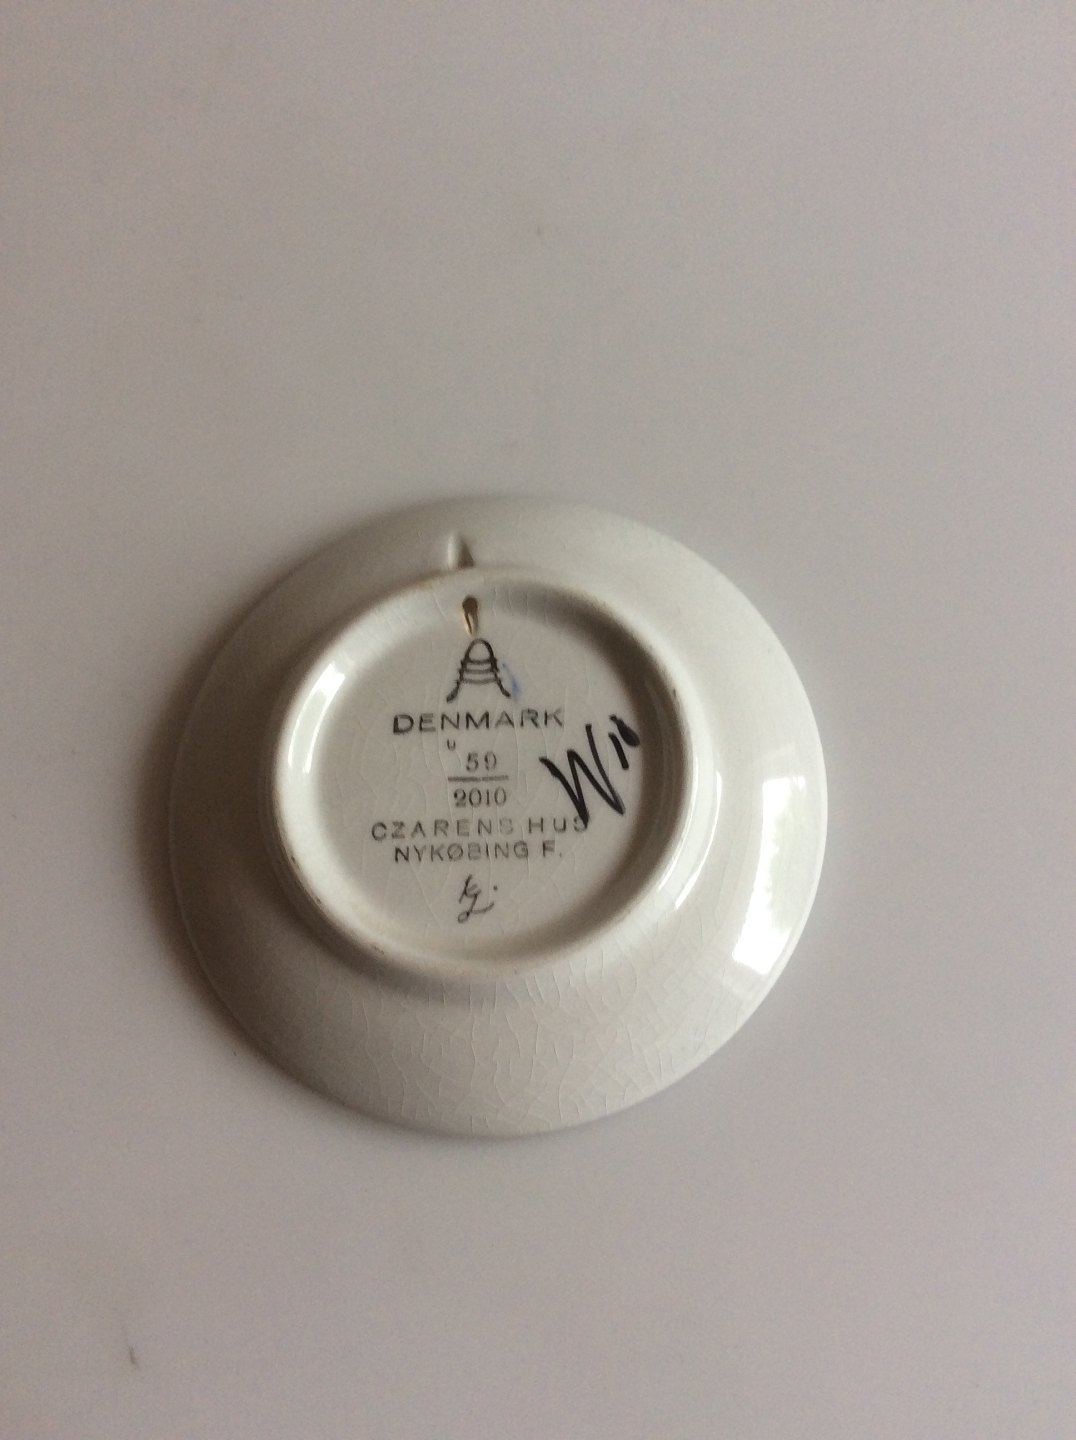 DENMARK
U 59
2010
CZARENS HUS
NYKØBING F.